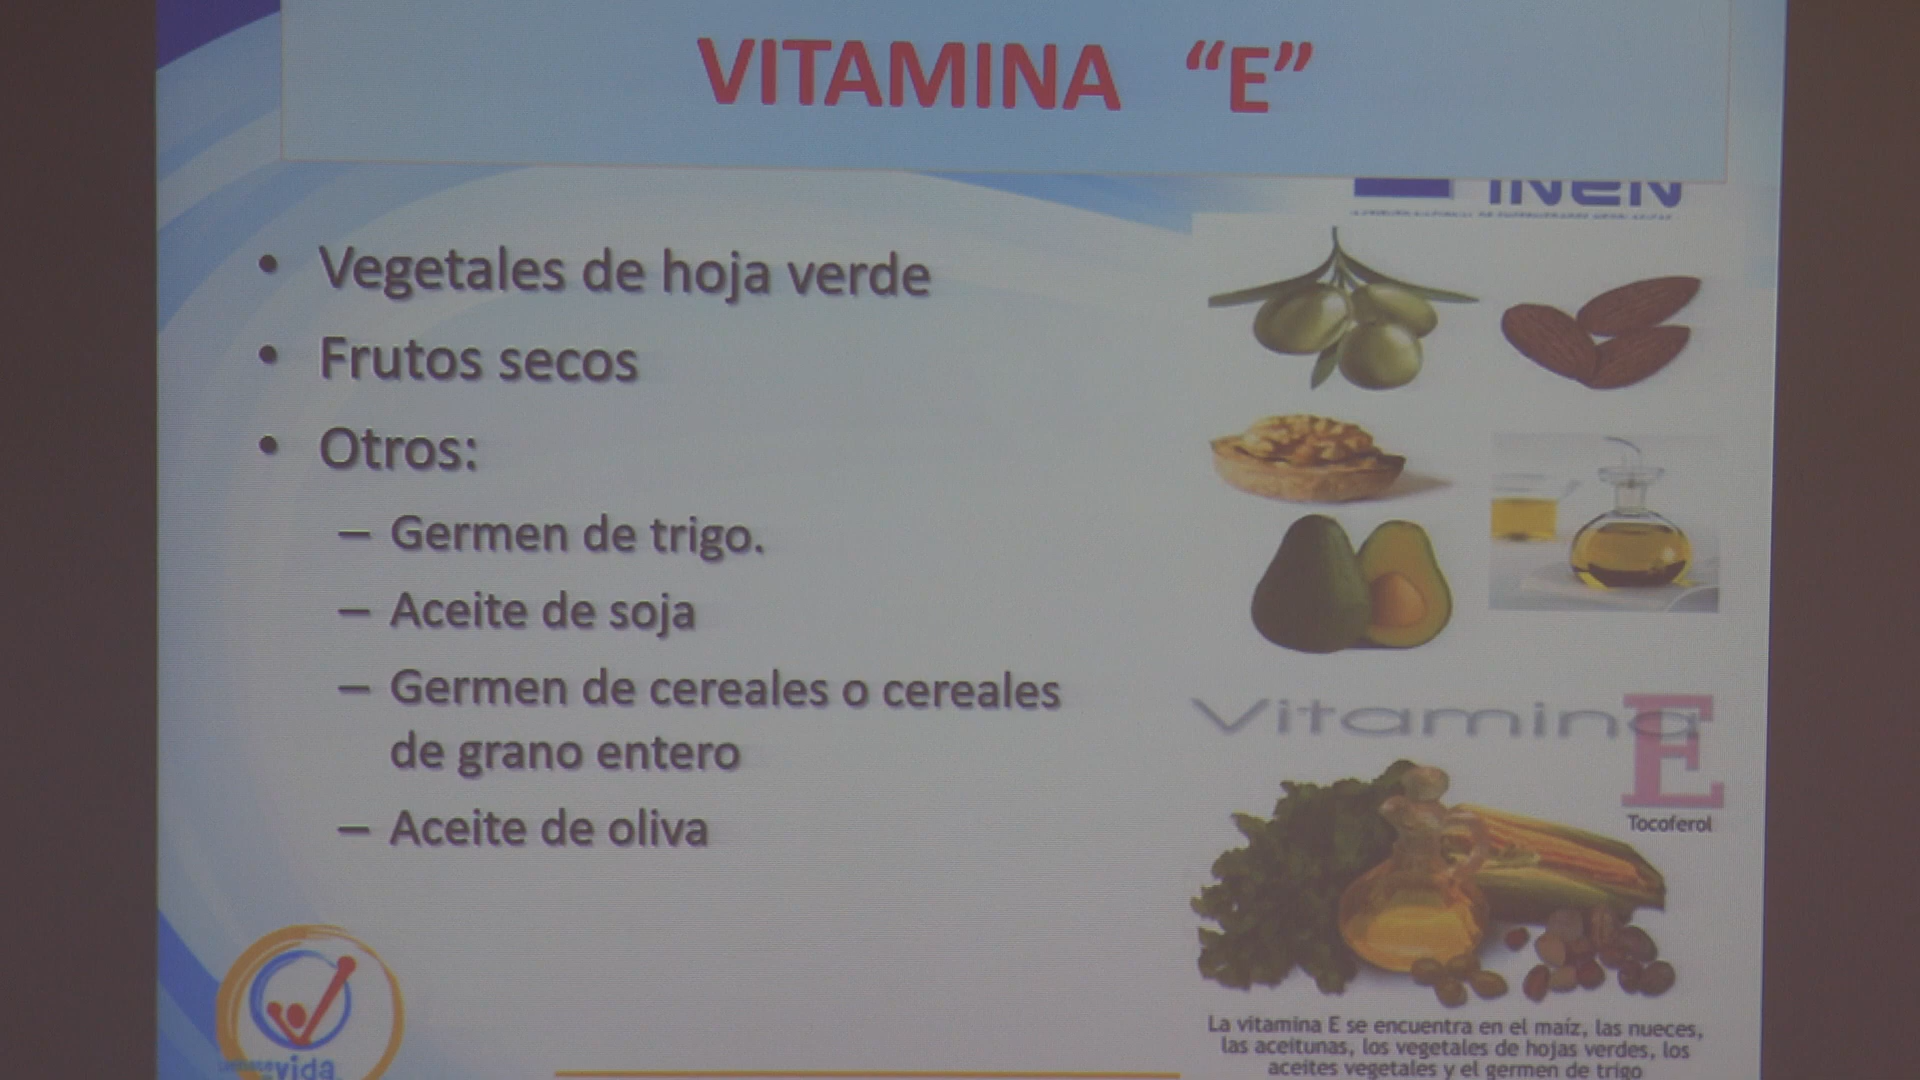 VITAMINA “E”
INEN
• Vegetales de hoja verde
• Frutos secos
• Otros:
– Germen de trigo.
– Aceite de soja
– Germen de cereales o cereales
de grano entero
– Aceite de oliva
Vitamina E
Tocoferol
La vitamina E se encuentra en el maíz, las nueces,
las aceitunas, los vegetales de hojas verdes, los
aceites vegetales y el germen de trigo
vida